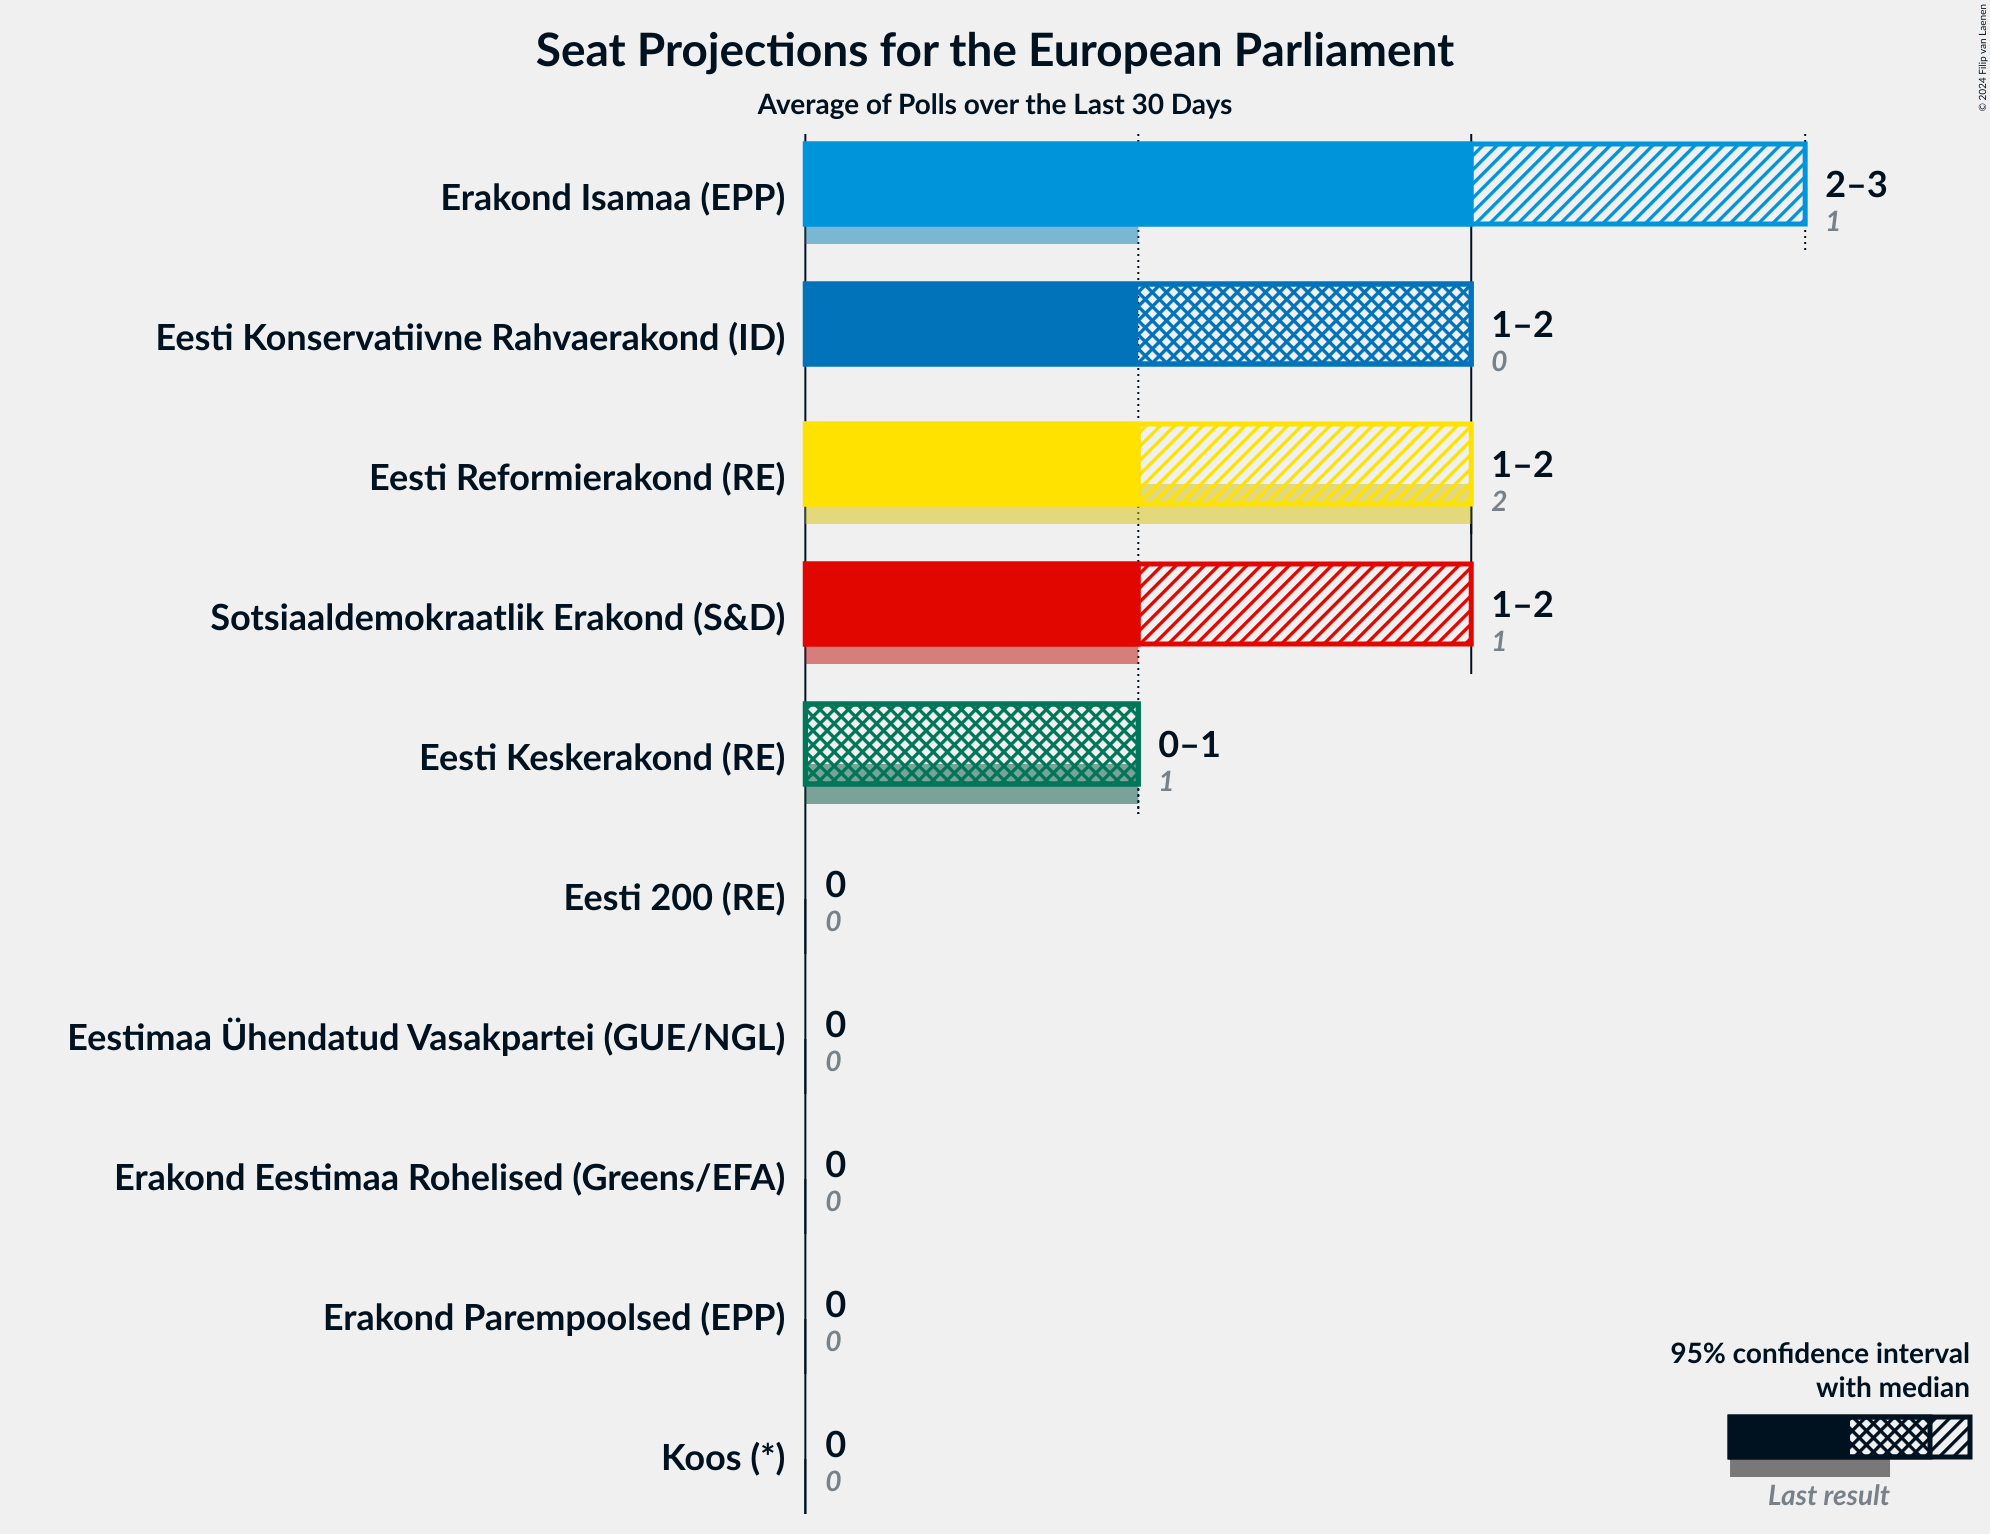 Seat Projections for the European Parliament
Average of Polls over the Last 30 Days
© 2024 Filip van Laenen
Erakond Isamaa (EPP)
2–3
1
Eesti Konservatiivne Rahvaerakond (ID)
1–2
0
Eesti Reformierakond (RE)
1–2
2
Sotsiaaldemokraatlik Erakond (S&D)
1–2
1
Eesti Keskerakond (RE)
0–1
1
Eesti 200 (RE)
0
0
Eestimaa Ühendatud Vasakpartei (GUE/NGL)
0
0
Erakond Eestimaa Rohelised (Greens/EFA)
0
0
Erakond Parempoolsed (EPP)
0
0
Koos (*)
0
0
95% confidence interval
with median
Last result